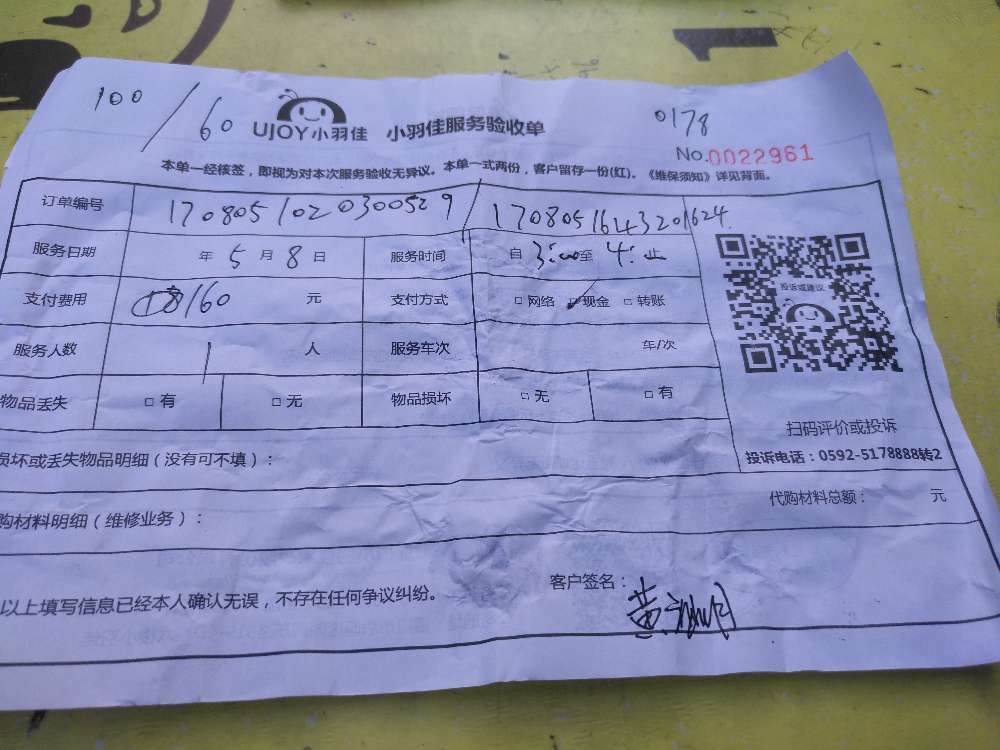 100 / 60
UJOY小羽佳 小羽佳服务验收单
0178
No.0022961
本单一经核签，即视为对本次服务验收无异议。本单一式两份，客户留存一份(红)。《维保须知》详见背面。
订单编号 1708051020300529 / 1708051643201624
服务日期 年 5 月 8 日 服务时间 自 3:00 至 4: 止
支付费用 160 元 支付方式 □ 网络 ☑ 现金 □ 转账
服务人数 1 人 服务车次 车/次
物品丢失 □ 有 □ 无 物品损坏 □ 无 □ 有
投诉或建议
扫码评价或投诉
投诉电话：0592-5178888转2
损坏或丢失物品明细（没有可不填）：
代购材料总额： 元
购材料明细（维修业务）：
以上填写信息已经本人确认无误，不存在任何争议纠纷。
客户签名： 黄
1